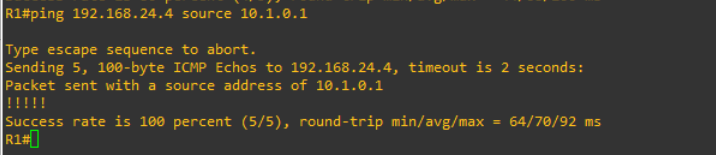 R1#ping 192.168.24.4 source 10.1.0.1
Type escape sequence to abort.
Sending 5, 100-byte ICMP Echos to 192.168.24.4, timeout is 2 seconds:
Packet sent with a source address of 10.1.0.1
!!!!!
Success rate is 100 percent (5/5), round-trip min/avg/max = 64/70/92 ms
R1#